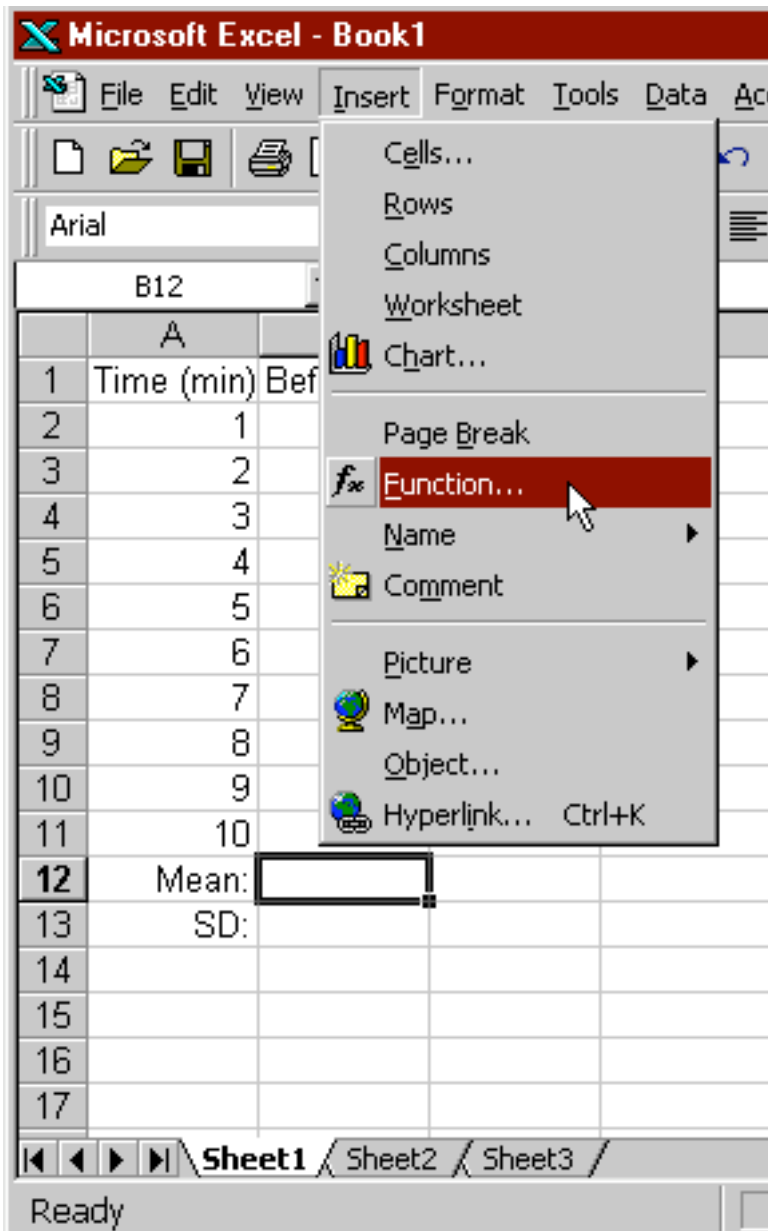 Microsoft Excel - Book1
File Edit View Insert Format Tools Data
Arial
B12
Cells...
Rows
Columns
Worksheet
Chart...
Page Break
Function...
Name
Comment
Picture
Map...
Object...
Hyperlink... Ctrl+K
A
1 Time (min)
2 1
3 2
4 3
5 4
6 5
7 6
8 7
9 8
10 9
11 10
12 Mean:
13 SD:
14
15
16
17
Sheet1 Sheet2 Sheet3
Ready